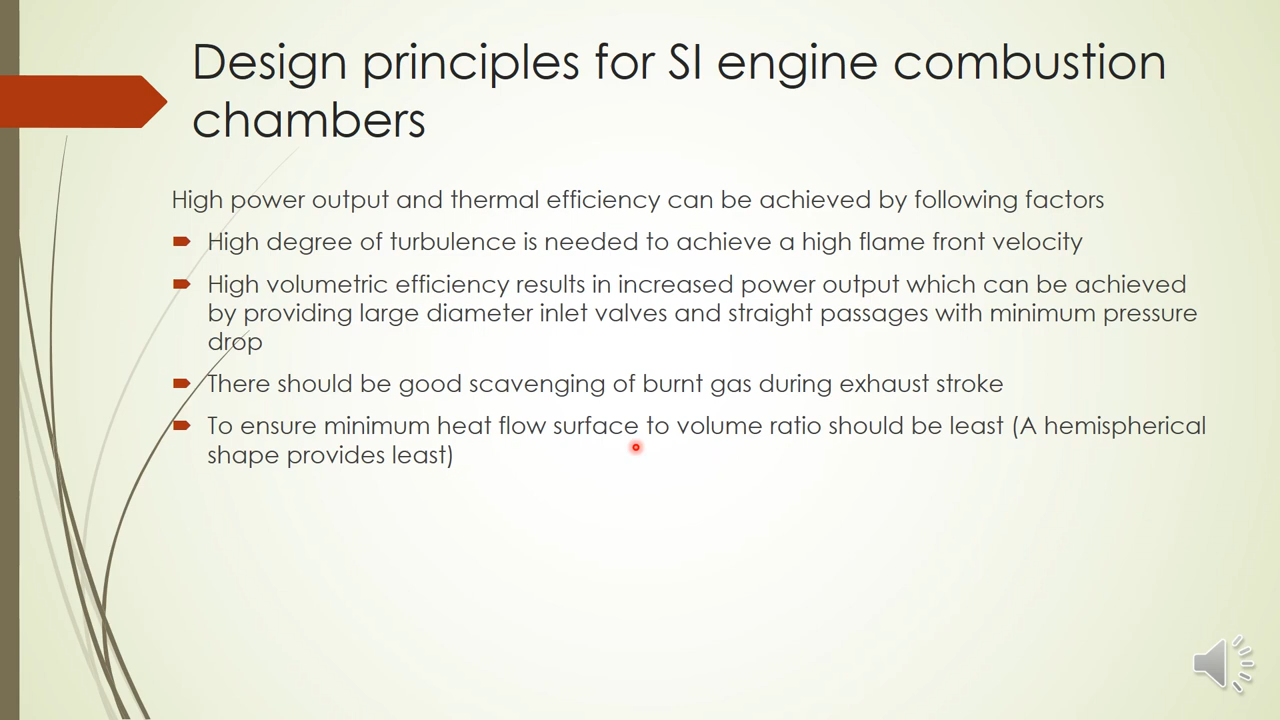 Design principles for SI engine combustion
chambers
High power output and thermal efficiency can be achieved by following factors
High degree of turbulence is needed to achieve a high flame front velocity
High volumetric efficiency results in increased power output which can be achieved
by providing large diameter inlet valves and straight passages with minimum pressure
drop
There should be good scavenging of burnt gas during exhaust stroke
To ensure minimum heat flow surface to volume ratio should be least (A hemispherical
shape provides least)